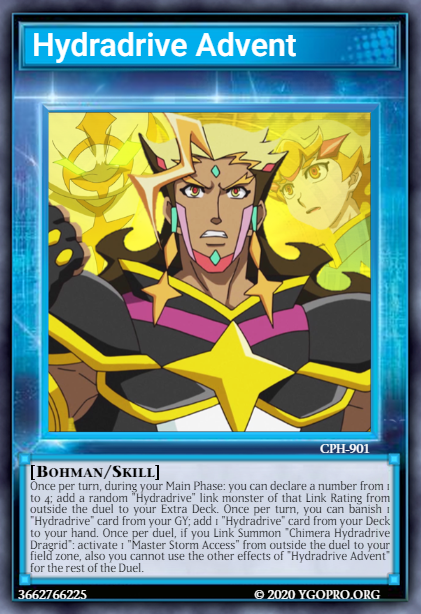 Hydradrive Advent
CPH-901
[Bohman/Skill]
Once per turn, during your Main Phase: you can declare a number from 1
to 4; add a random "Hydradrive" link monster of that Link Rating from
outside the duel to your Extra Deck. Once per turn, you can banish 1
"Hydradrive" card from your GY; add 1 "Hydradrive" card from your Deck
to your hand. Once per duel, if you Link Summon "Chimera Hydradrive
Dragrid": activate 1 "Master Storm Access" from outside the duel to your
field zone, also you cannot use the other effects of "Hydradrive Advent"
for the rest of the Duel.
3662766225
© 2020 YGOPRO.ORG